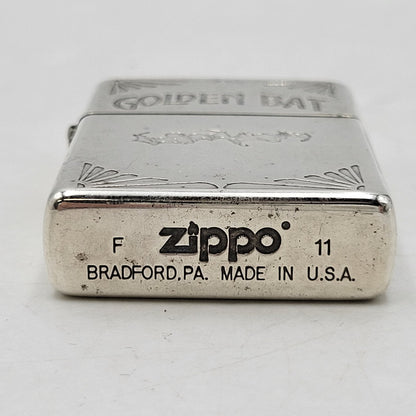 GOLDEN BAT
F zippo 11
BRADFORD,PA. MADE IN U.S.A.